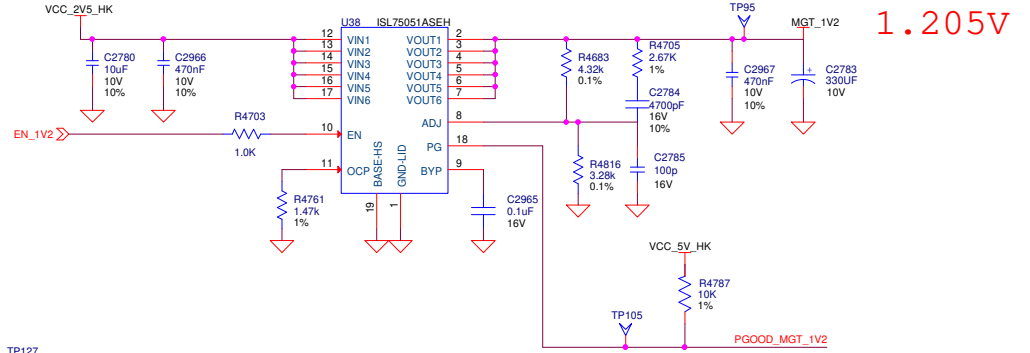 VCC_2V5_HK
U38 ISL75051ASEH
TP95
MGT_1V2
1.205V
C2780
10uF
10V
10%
C2966
470nF
10V
10%
12 VIN1 VOUT1 2
13 VIN2 VOUT2 3
14 VIN3 VOUT3 4
15 VIN4 VOUT4 5
16 VIN5 VOUT5 6
17 VIN6 VOUT6 7
R4683
4.32k
0.1%
R4705
2.67K
1%
C2784
4700pF
16V
10%
C2967
470nF
10V
10%
+
C2783
330UF
10V
EN_1V2
R4703
1.0K
10 EN
ADJ 8
PG 18
11 OCP
BYP 9
BASE-HS
GND-LID
19
1
R4761
1.47k
1%
R4816
3.28k
0.1%
C2785
100p
16V
C2965
0.1uF
16V
VCC_5V_HK
R4787
10K
1%
TP105
PGOOD_MGT_1V2
TP127